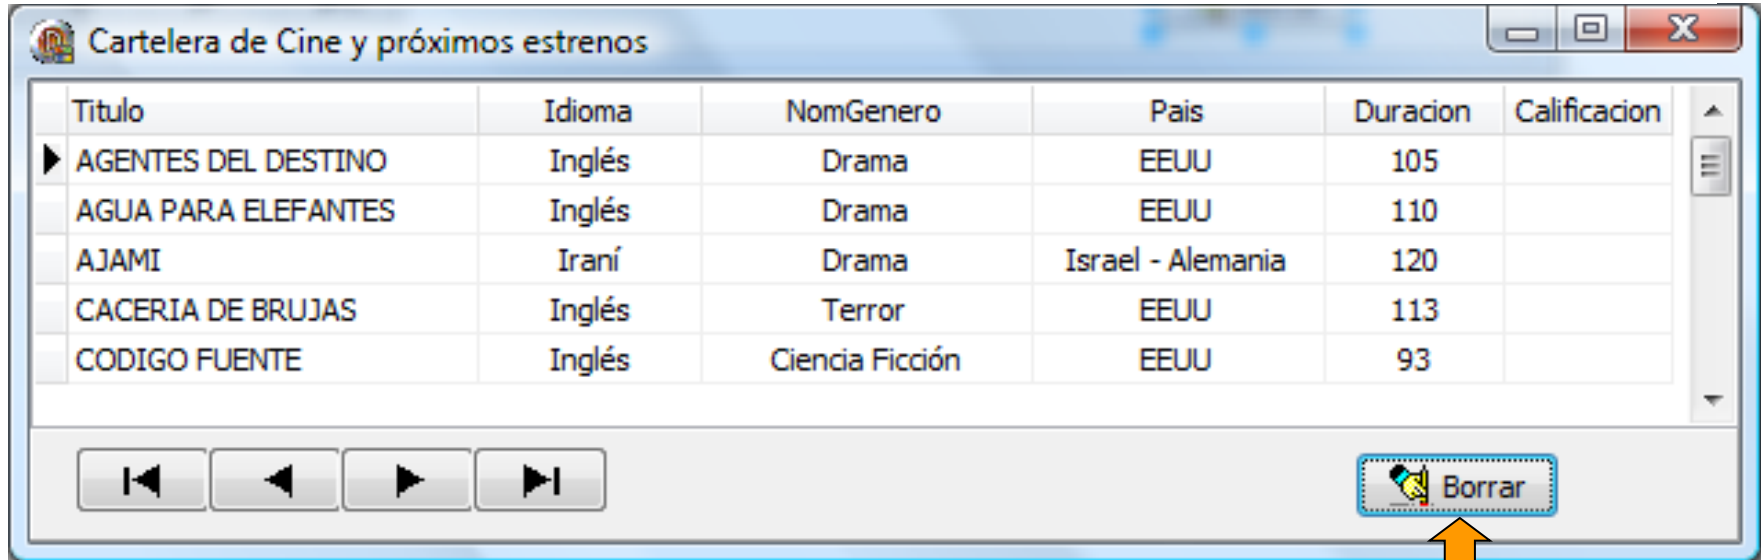 Cartelera de Cine y próximos estrenos
Titulo Idioma NomGenero Pais Duracion Calificacion
AGENTES DEL DESTINO Inglés Drama EEUU 105
AGUA PARA ELEFANTES Inglés Drama EEUU 110
AJAMI Iraní Drama Israel - Alemania 120
CACERIA DE BRUJAS Inglés Terror EEUU 113
CODIGO FUENTE Inglés Ciencia Ficción EEUU 93
Borrar